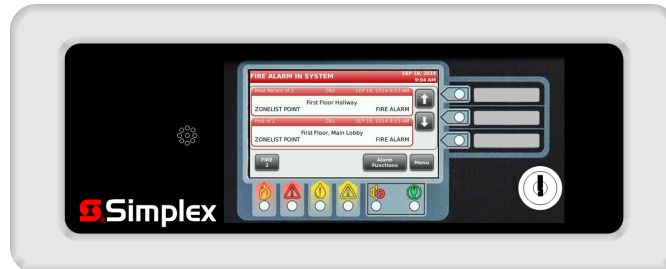 FIRE ALARM IN SYSTEM
SEP 18, 2014
9:04 AM
Most Recent of 2 ZN2 SEP 18, 2014 8:53 AM
First Floor Hallway
ZONELIST POINT FIRE ALARM
First of 2 ZN1 SEP 18, 2014 8:53 AM
First Floor, Main Lobby
ZONELIST POINT FIRE ALARM
FIRE
2
Alarm
Functions
Menu
Simplex